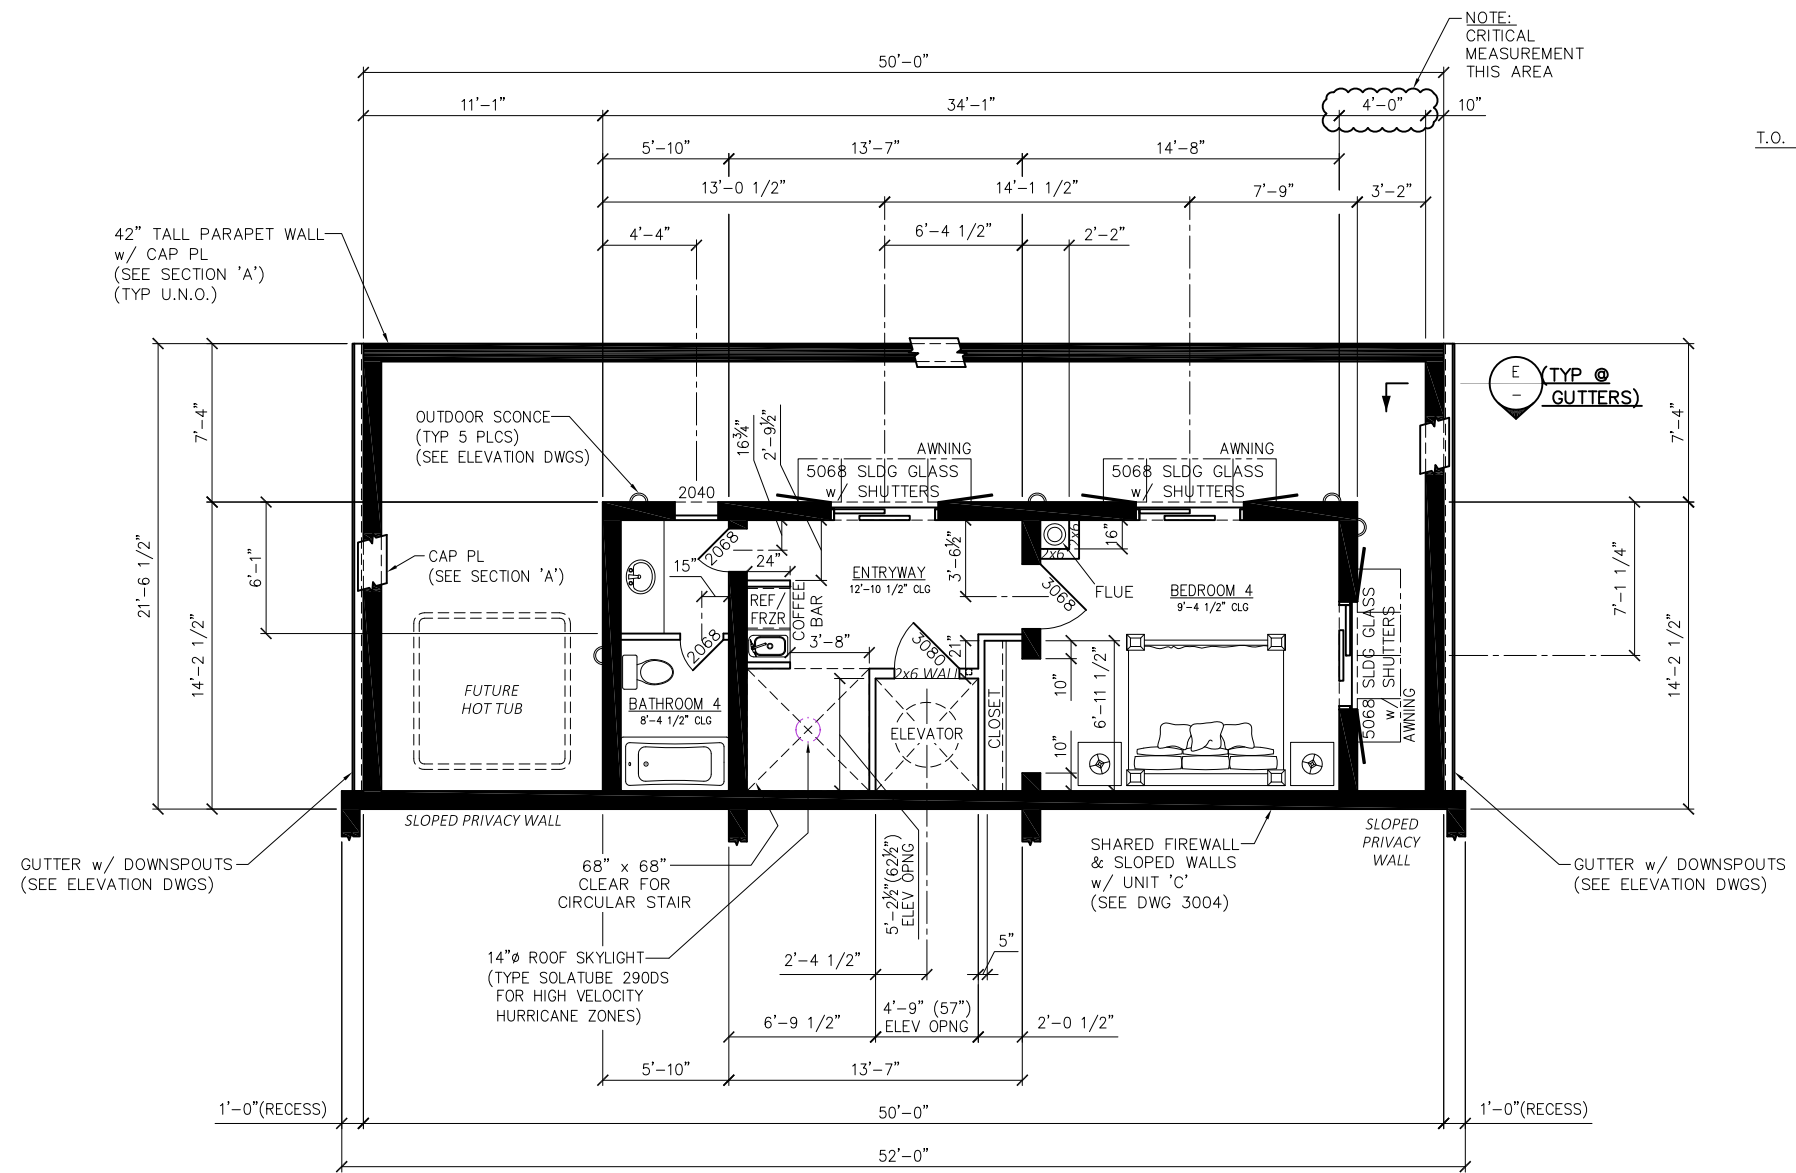 NOTE:
CRITICAL
MEASUREMENT
THIS AREA
50'-0"
11'-1"
34'-1"
4'-0"
10"
T.O.
5'-10"
13'-7"
14'-8"
13'-0 1/2"
14'-1 1/2"
7'-9"
3'-2"
4'-4"
6'-4 1/2"
2'-2"
42" TALL PARAPET WALL
w/ CAP PL
(SEE SECTION 'A')
(TYP U.N.O.)
E
-
(TYP @
GUTTERS)
7'-4"
7'-4"
OUTDOOR SCONCE
(TYP 5 PLCS)
(SEE ELEVATION DWGS)
16¾"
2'-9½"
AWNING
5068 SLDG GLASS
w/ SHUTTERS
AWNING
5068 SLDG GLASS
w/ SHUTTERS
2040
21'-6 1/2"
14'-2 1/2"
6'-1"
CAP PL
(SEE SECTION 'A')
2068
15"
24"
ENTRYWAY
12'-10 1/2" CLG
3'-6½"
2x6
2x6
16"
FLUE
3068
BEDROOM 4
9'-4 1/2" CLG
7'-1 1/4"
14'-2 1/2"
REF/
FRZR
COFFEE
BAR
2068
3'-8"
3080
21"
2x6 WALL
10"
6'-11 1/2"
10"
5068 SLDG GLASS
w/ SHUTTERS
AWNING
FUTURE
HOT TUB
BATHROOM 4
8'-4 1/2" CLG
ELEVATOR
CLOSET
SLOPED PRIVACY WALL
SLOPED
PRIVACY
WALL
GUTTER w/ DOWNSPOUTS
(SEE ELEVATION DWGS)
68" x 68"
CLEAR FOR
CIRCULAR STAIR
5'-2½"(62½")
ELEV OPNG
SHARED FIREWALL
& SLOPED WALLS
w/ UNIT 'C'
(SEE DWG 3004)
GUTTER w/ DOWNSPOUTS
(SEE ELEVATION DWGS)
14"ø ROOF SKYLIGHT
(TYPE SOLATUBE 290DS
FOR HIGH VELOCITY
HURRICANE ZONES)
2'-4 1/2"
5"
6'-9 1/2"
4'-9" (57")
ELEV OPNG
2'-0 1/2"
5'-10"
13'-7"
1'-0"(RECESS)
50'-0"
1'-0"(RECESS)
52'-0"